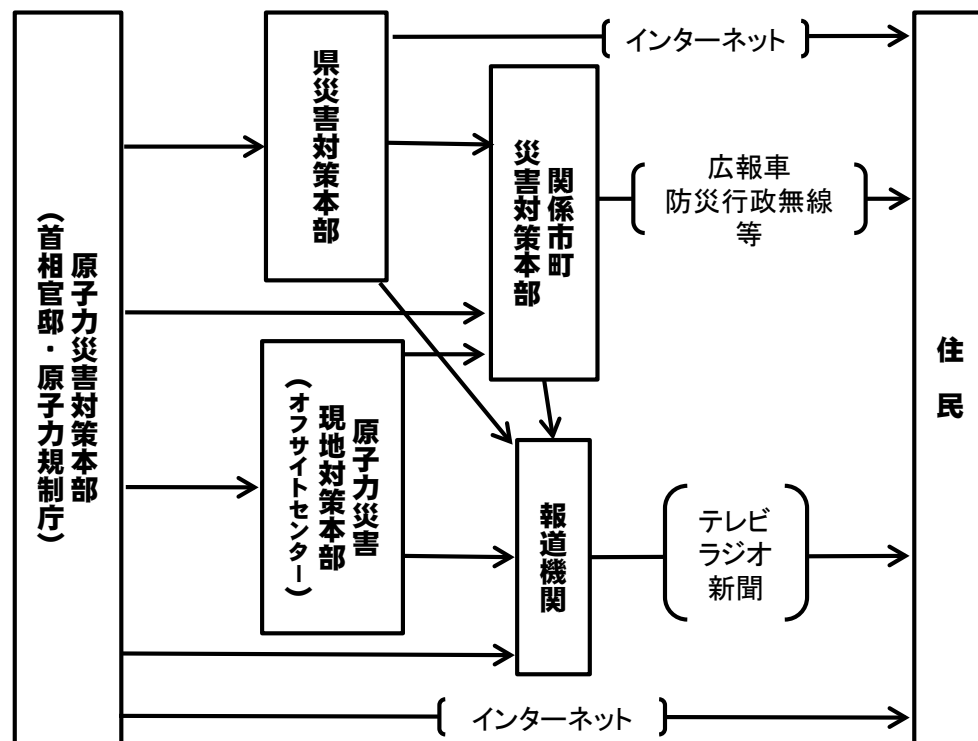 原子力災害対策本部
（首相官邸・原子力規制庁）
県災害対策本部
インターネット
関係市町
災害対策本部
広報車
防災行政無線
等
原子力災害
現地対策本部
（オフサイトセンター）
報道機関
テレビ
ラジオ
新聞
インターネット
住民